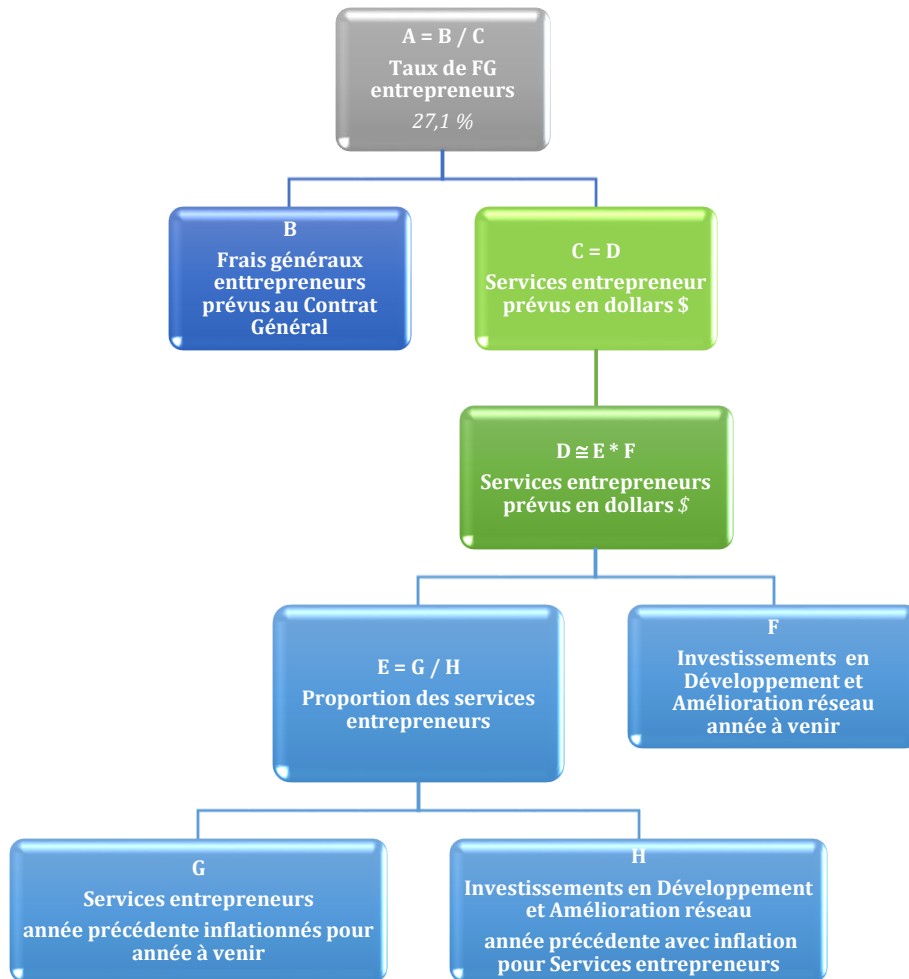 A = B / C
Taux de FG
entrepreneurs
27,1 %
B
Frais généraux
enttrepreneurs
prévus au Contrat
Général
C = D
Services entrepreneur
prévus en dollars $
D ≅ E * F
Services entrepreneurs
prévus en dollars $
E = G / H
Proportion des services
entrepreneurs
F
Investissements en
Développement et
Amélioration réseau
année à venir
G
Services entrepreneurs
année précédente inflationnés pour
année à venir
H
Investissements en Développement
et Amélioration réseau
année précédente avec inflation
pour Services entrepreneurs